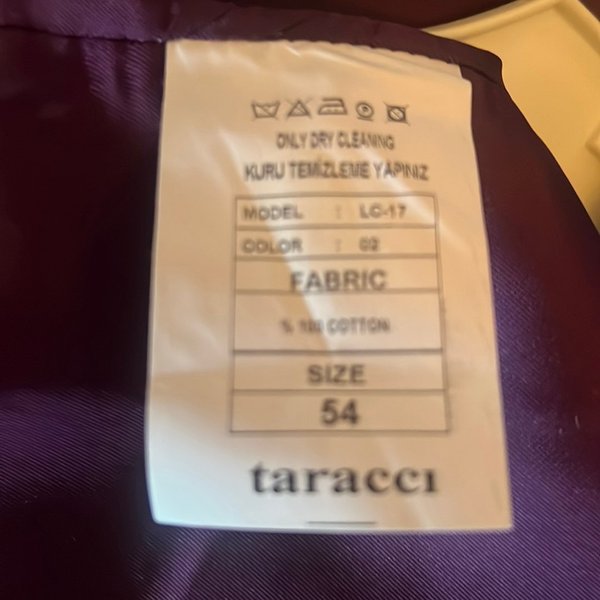 ONLY DRY CLEANING
KURU TEMİZLEME YAPINIZ
MODEL : LC-17
COLOR : 02
FABRIC
% 100 COTTON
SIZE
54
taraccı